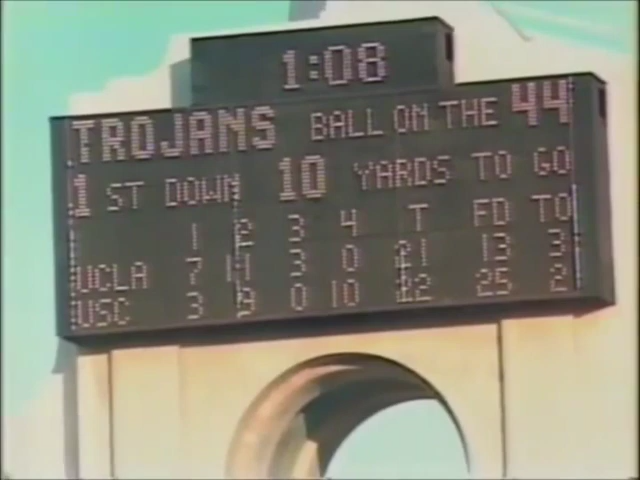 1:08
TROJANS BALL ON THE 44
1 ST DOWN 10 YARDS TO GO
1 2 3 4 T FD TO
UCLA 7 11 3 0 21 13 3
USC 3 9 0 10 22 25 2